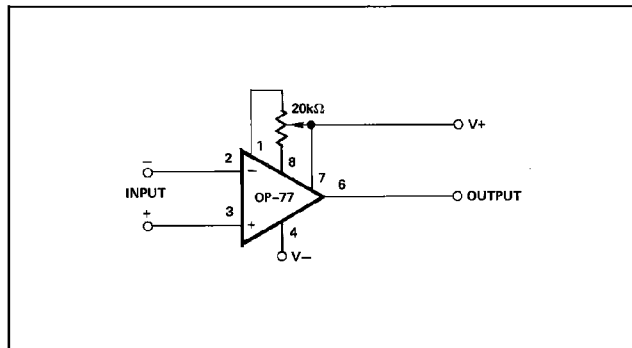 20kΩ
V+
1
8
7
6
2
−
−
INPUT
OP-77
OUTPUT
+
3
+
4
V−